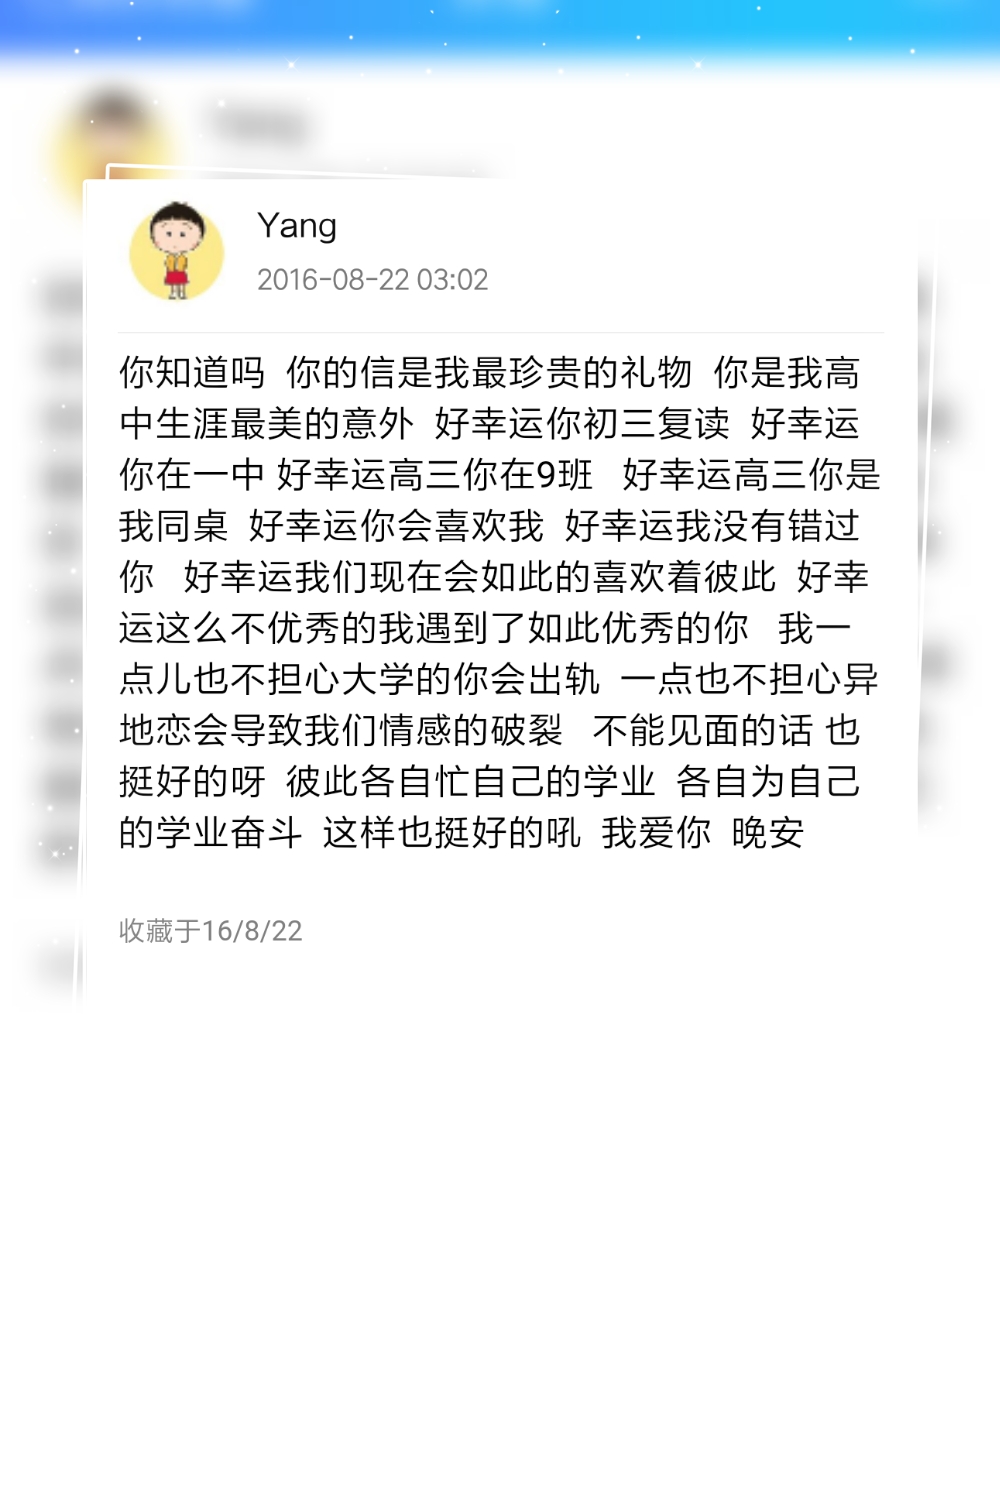 Yang
2016-08-22 03:02
你知道吗 你的信是我最珍贵的礼物 你是我高
中生涯最美的意外 好幸运你初三复读 好幸运
你在一中 好幸运高三你在9班 好幸运高三你是
我同桌 好幸运你会喜欢我 好幸运我没有错过
你 好幸运我们现在会如此的喜欢着彼此 好幸
运这么不优秀的我遇到了如此优秀的你 我一
点儿也不担心大学的你会出轨 一点也不担心异
地恋会导致我们情感的破裂 不能见面的话 也
挺好的呀 彼此各自忙自己的学业 各自为自己
的学业奋斗 这样也挺好的吼 我爱你 晚安
收藏于16/8/22